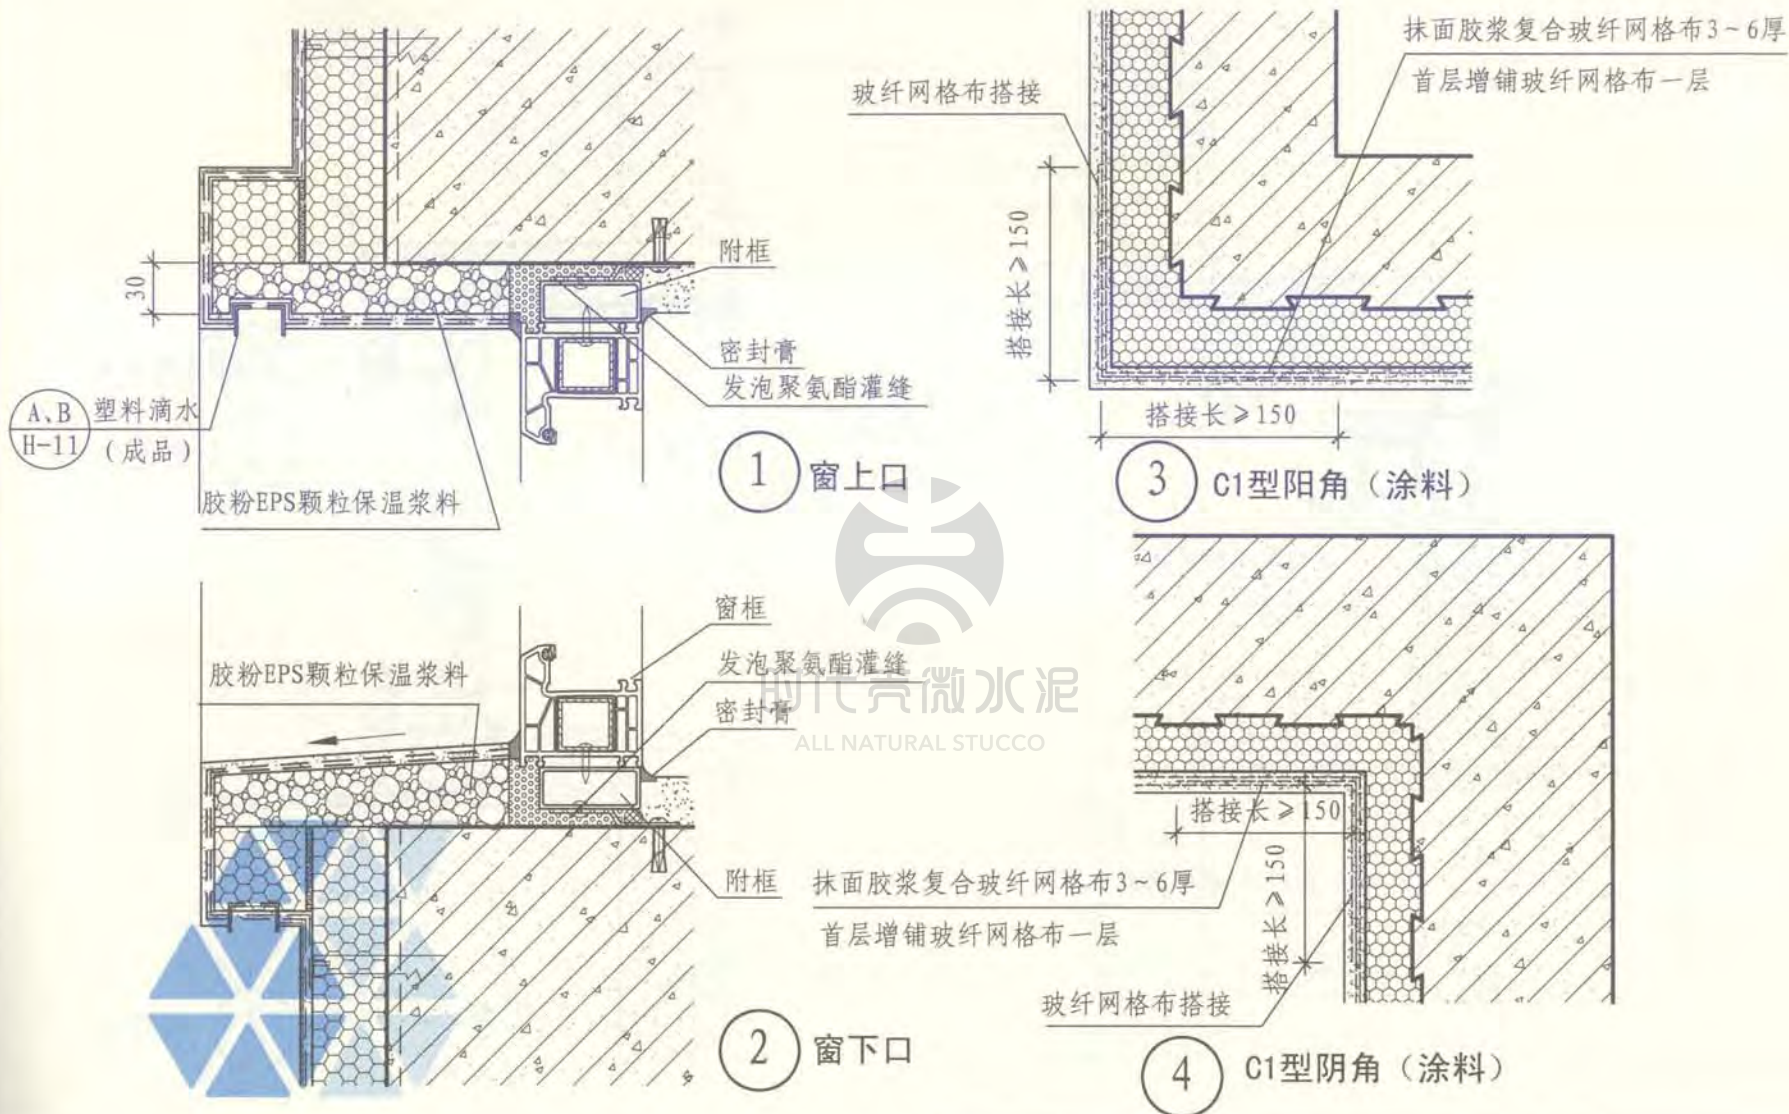 30
附框
密封膏
发泡聚氨酯灌缝
A、B
H-11
塑料滴水
(成品)
胶粉EPS颗粒保温浆料
1
窗上口
抹面胶浆复合玻纤网格布3~6厚
首层增铺玻纤网格布一层
玻纤网格布搭接
搭接长≥150
搭接长≥150
3
C1型阳角（涂料）
窗框
发泡聚氨酯灌缝
密封膏
胶粉EPS颗粒保温浆料
附框
2
窗下口
时代壳微水泥
ALL NATURAL STUCCO
搭接长≥150
搭接长≥150
抹面胶浆复合玻纤网格布3~6厚
首层增铺玻纤网格布一层
玻纤网格布搭接
4
C1型阴角（涂料）